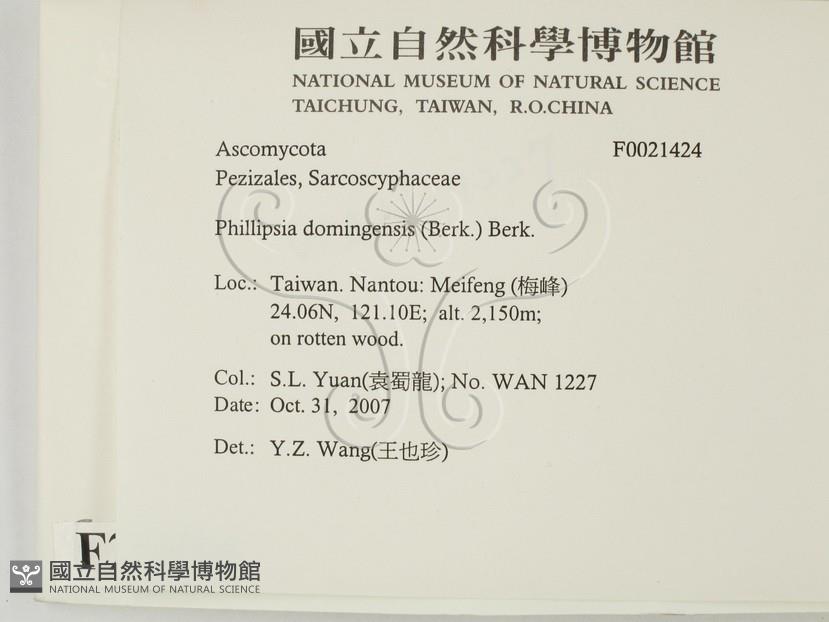 國立自然科學博物館
NATIONAL MUSEUM OF NATURAL SCIENCE
TAICHUNG, TAIWAN, R.O.CHINA
Ascomycota F0021424
Pezizales, Sarcoscyphaceae
Phillipsia domingensis (Berk.) Berk.
Loc.: Taiwan. Nantou: Meifeng (梅峰)
24.06N, 121.10E; alt. 2,150m;
on rotten wood.
Col.: S.L. Yuan(袁蜀龍); No. WAN 1227
Date: Oct. 31, 2007
Det.: Y.Z. Wang(王也珍)
國立自然科學博物館
NATIONAL MUSEUM OF NATURAL SCIENCE